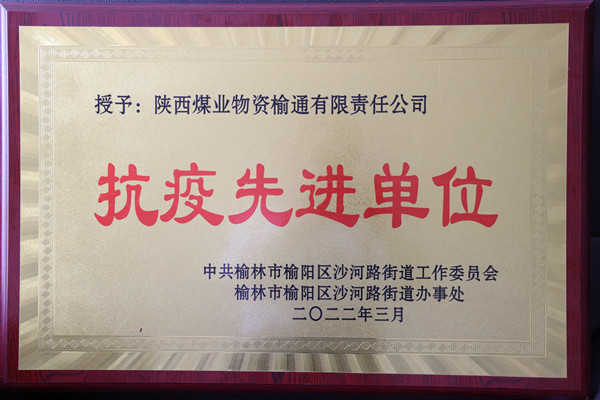 授予：陕西煤业物资榆通有限责任公司
抗疫先进单位
中共榆林市榆阳区沙河路街道工作委员会
榆林市榆阳区沙河路街道办事处
二〇二二年三月